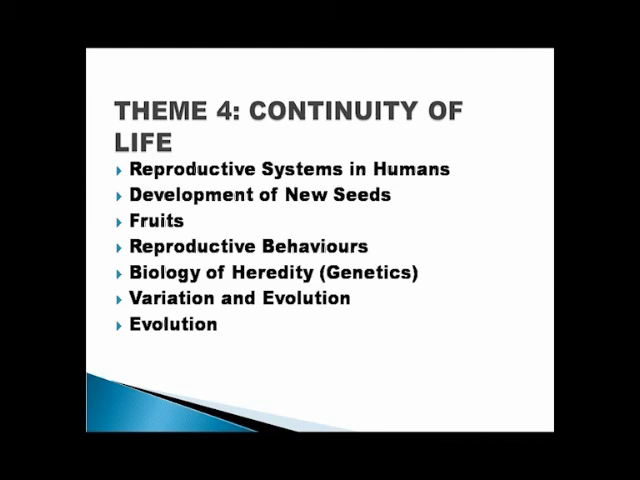 THEME 4: CONTINUITY OF
LIFE
Reproductive Systems in Humans
Development of New Seeds
Fruits
Reproductive Behaviours
Biology of Heredity (Genetics)
Variation and Evolution
Evolution